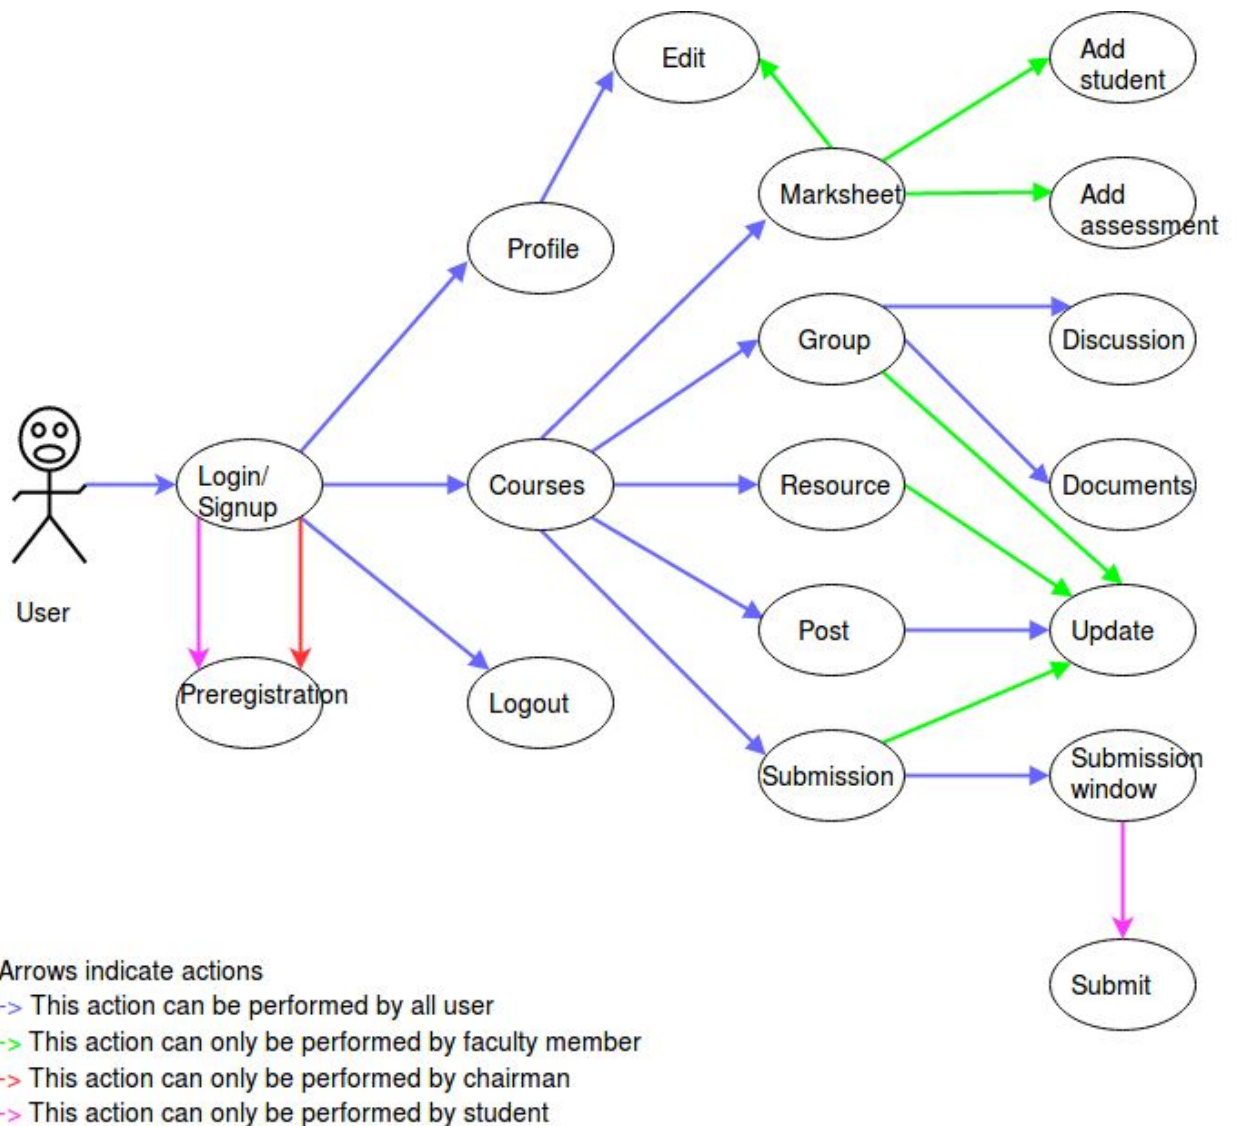 Edit
Add
student
Marksheet
Add
assessment
Profile
Group
Discussion
Login/
Signup
Courses
Resource
Documents
User
Post
Update
Preregistration
Logout
Submission
Submission
window
Submit
Arrows indicate actions
-> This action can be performed by all user
-> This action can only be performed by faculty member
-> This action can only be performed by chairman
-> This action can only be performed by student